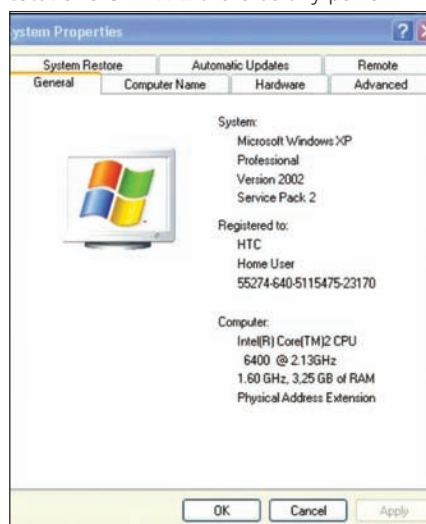 System Properties
System Restore Automatic Updates Remote
General Computer Name Hardware Advanced
System:
Microsoft Windows XP
Professional
Version 2002
Service Pack 2
Registered to:
HTC
Home User
55274-640-5115475-23170
Computer:
Intel(R) Core(TM)2 CPU
6400 @ 2.13GHz
1.60 GHz, 3,25 GB of RAM
Physical Address Extension
OK Cancel Apply